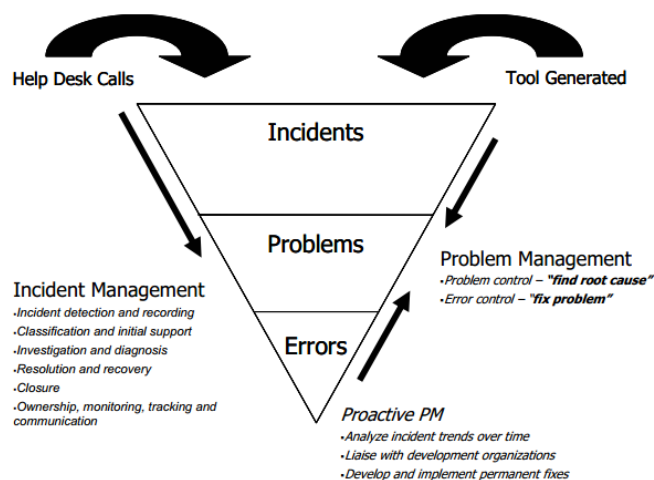 Help Desk Calls
Tool Generated
Incidents
Problems
Errors
Incident Management
•Incident detection and recording
•Classification and initial support
•Investigation and diagnosis
•Resolution and recovery
•Closure
•Ownership, monitoring, tracking and
communication
Problem Management
•Problem control – “find root cause”
•Error control – “fix problem”
Proactive PM
•Analyze incident trends over time
•Liaise with development organizations
•Develop and implement permanent fixes